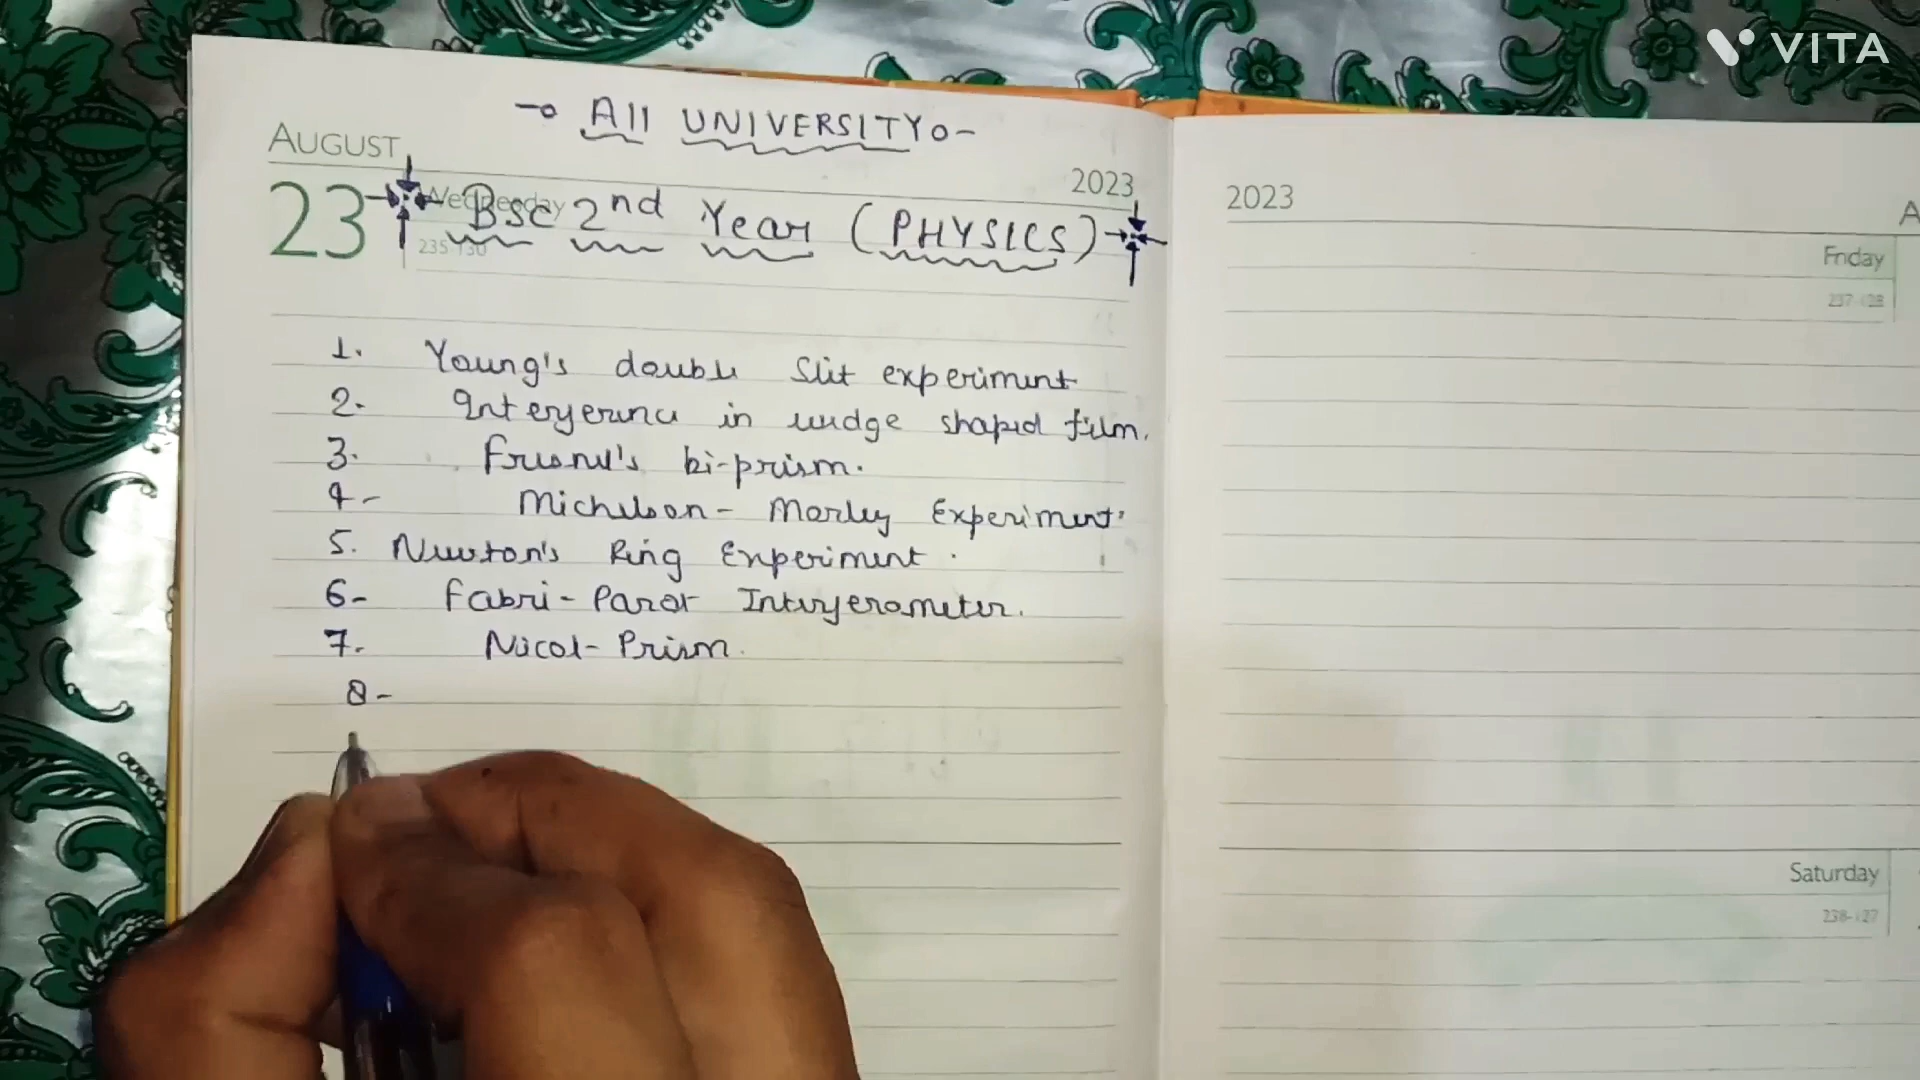 VITA
-o All UNIVERSITY o-
AUGUST
2023
23 Wednesday
Bsc 2nd Year (PHYSICS)
235-130
1. Young's double slit experiment
2. Interference in wedge shaped film.
3. Fresnel's bi-prism.
4- Michelson- Morley Experiment.
5. Newton's Ring Experiment.
6- Fabri-Parot Interferometer.
7. Nicol-Prism.
8-
2023
A
Friday
237-128
Saturday
238-127